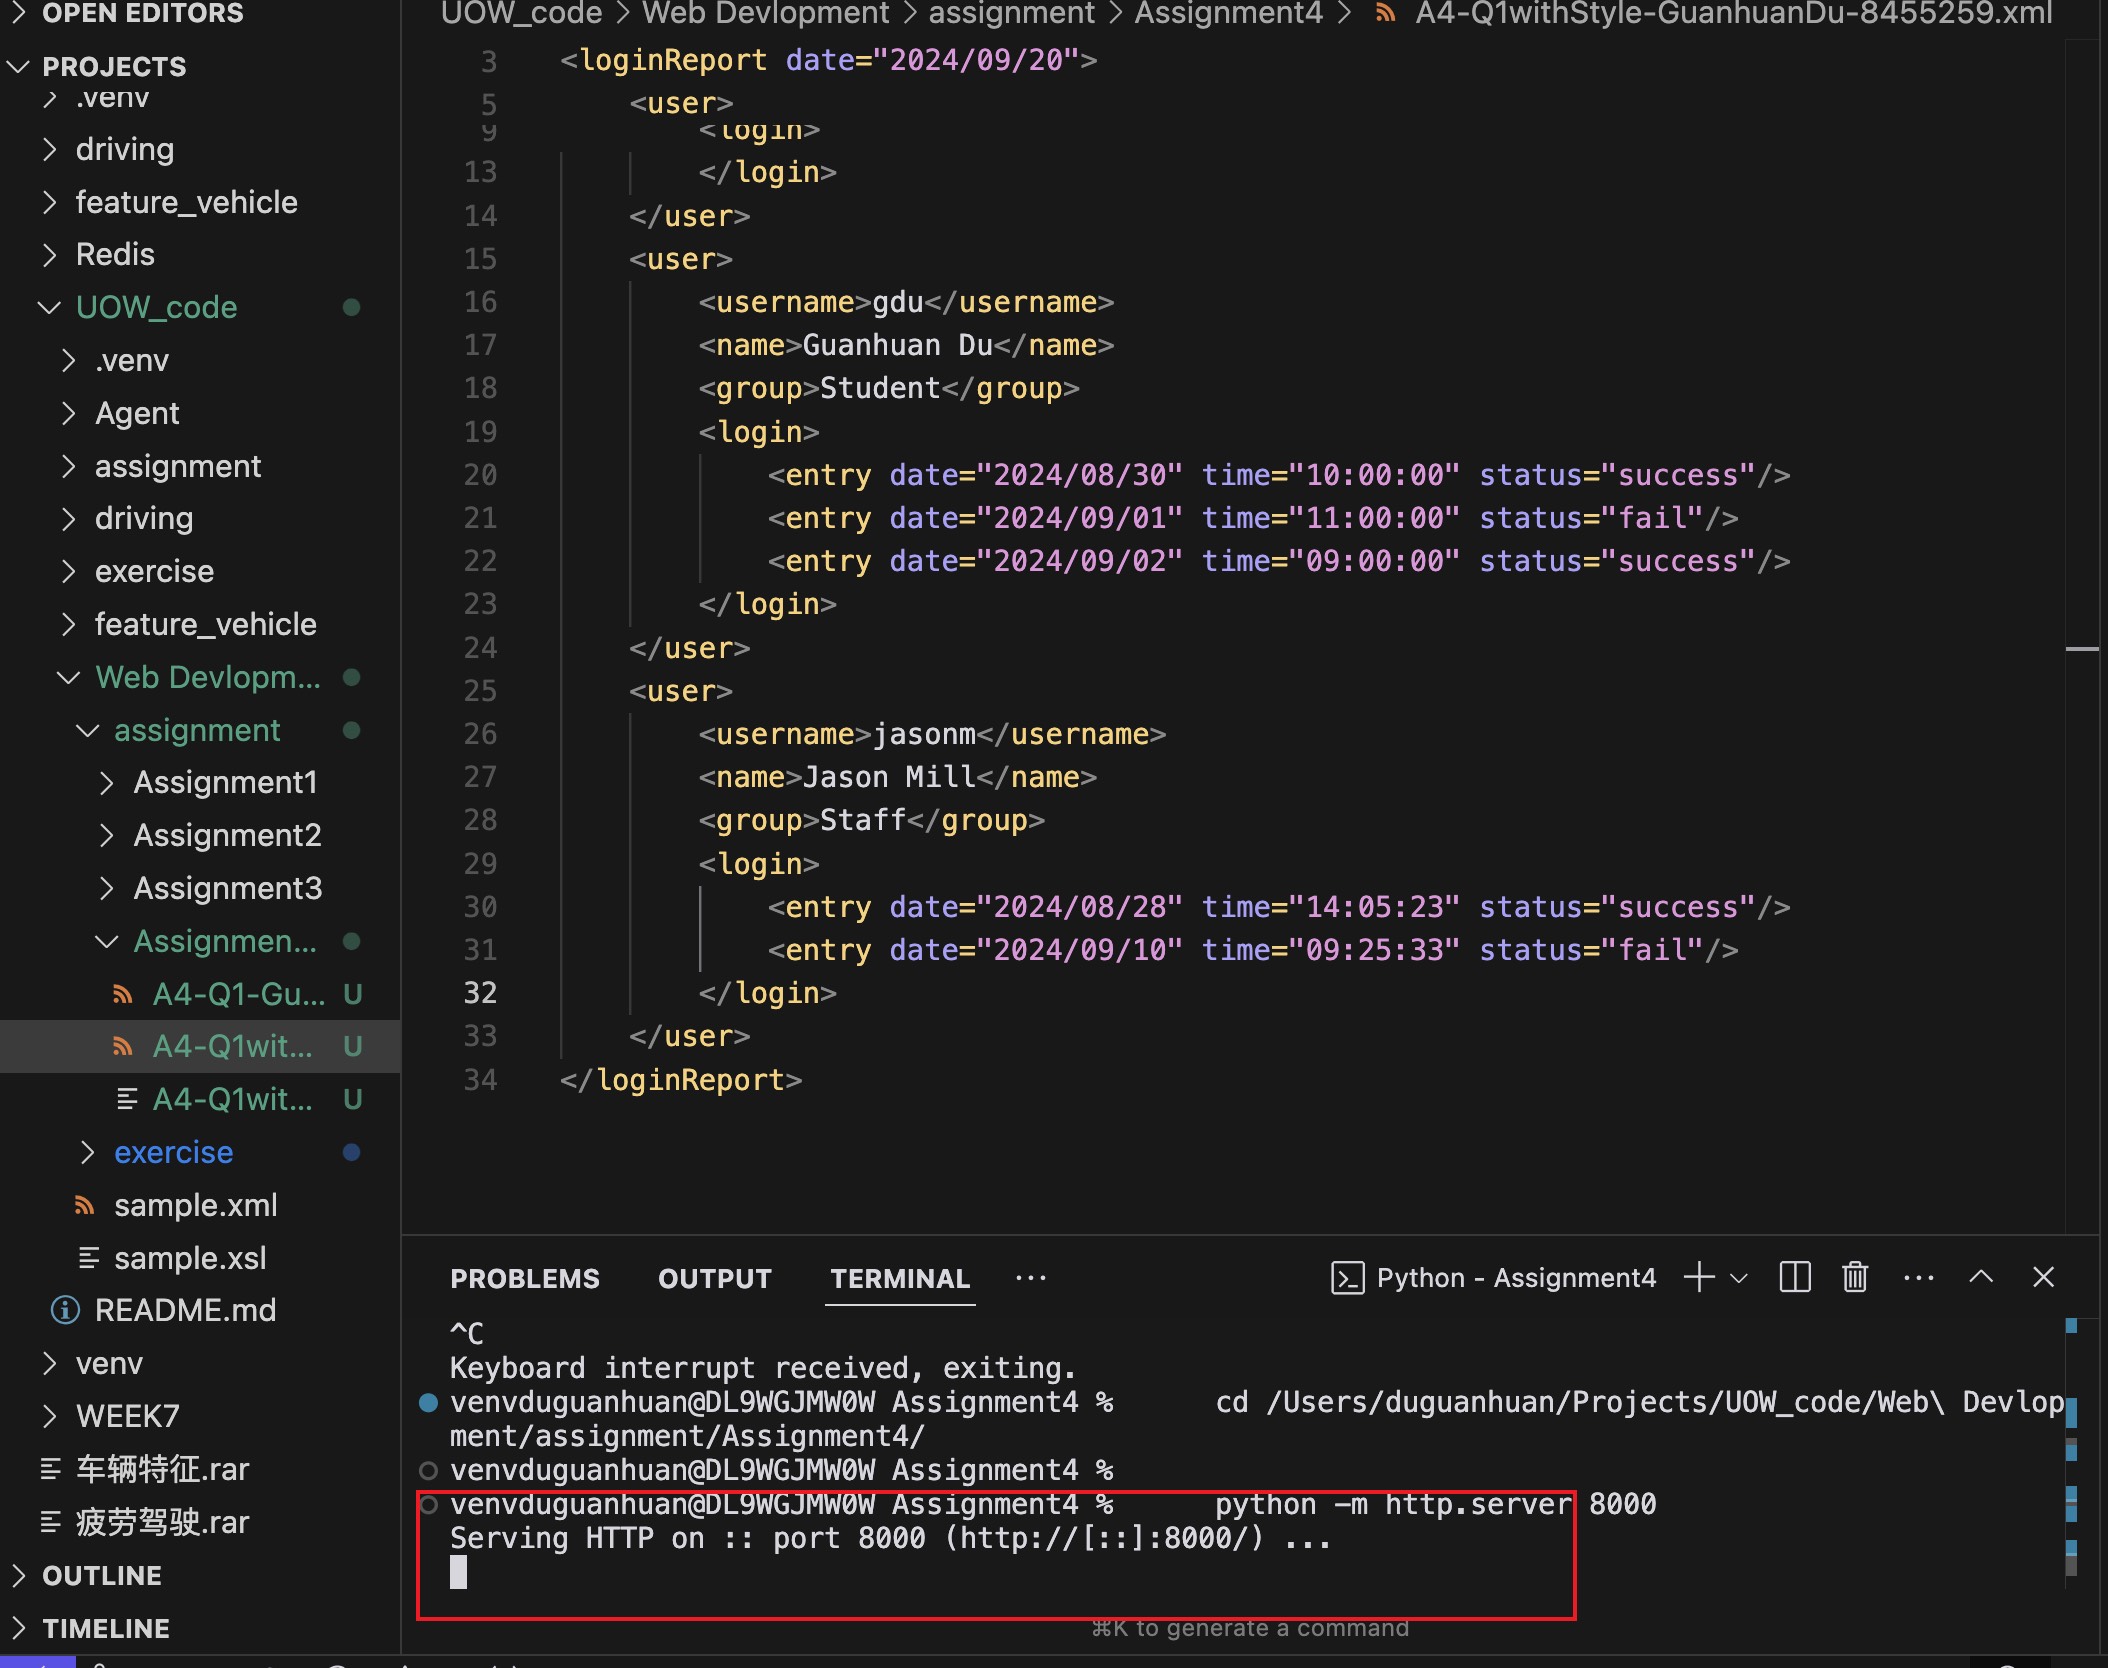 OPEN EDITORS
PROJECTS
.venv
driving
feature_vehicle
Redis
UOW_code
.venv
Agent
assignment
driving
exercise
feature_vehicle
Web Devlopm...
assignment
Assignment1
Assignment2
Assignment3
Assignmen...
A4-Q1-Gu... U
A4-Q1wit... U
A4-Q1wit... U
exercise
sample.xml
sample.xsl
README.md
venv
WEEK7
车辆特征.rar
疲劳驾驶.rar
OUTLINE
TIMELINE
UOW_code > Web Devlopment > assignment > Assignment4 > A4-Q1withStyle-GuanhuanDu-8455259.xml
3 <loginReport date="2024/09/20">
5 <user>
9 <login>
13 </login>
14 </user>
15 <user>
16 <username>gdu</username>
17 <name>Guanhuan Du</name>
18 <group>Student</group>
19 <login>
20 <entry date="2024/08/30" time="10:00:00" status="success"/>
21 <entry date="2024/09/01" time="11:00:00" status="fail"/>
22 <entry date="2024/09/02" time="09:00:00" status="success"/>
23 </login>
24 </user>
25 <user>
26 <username>jasonm</username>
27 <name>Jason Mill</name>
28 <group>Staff</group>
29 <login>
30 <entry date="2024/08/28" time="14:05:23" status="success"/>
31 <entry date="2024/09/10" time="09:25:33" status="fail"/>
32 </login>
33 </user>
34 </loginReport>
PROBLEMS OUTPUT TERMINAL ... Python - Assignment4
^C
Keyboard interrupt received, exiting.
venvduguanhuan@DL9WGJMW0W Assignment4 % cd /Users/duguanhuan/Projects/UOW_code/Web\ Devlop
ment/assignment/Assignment4/
venvduguanhuan@DL9WGJMW0W Assignment4 %
venvduguanhuan@DL9WGJMW0W Assignment4 % python -m http.server 8000
Serving HTTP on :: port 8000 (http://[::]:8000/) ...
⌘K to generate a command